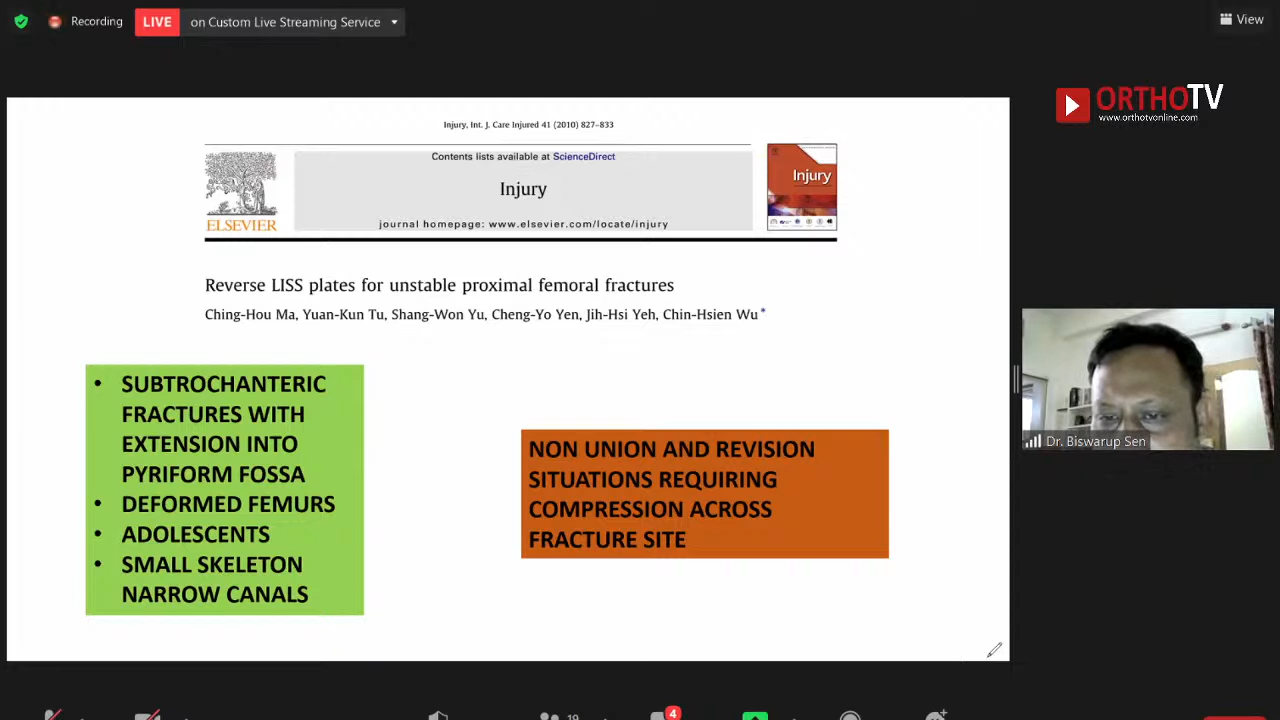 Recording
LIVE
on Custom Live Streaming Service
View
ORTHOTV
www.orthotvonline.com
Injury, Int. J. Care Injured 41 (2010) 827–833
Contents lists available at ScienceDirect
Injury
journal homepage: www.elsevier.com/locate/injury
ELSEVIER
Injury
Reverse LISS plates for unstable proximal femoral fractures
Ching-Hou Ma, Yuan-Kun Tu, Shang-Won Yu, Cheng-Yo Yen, Jih-Hsi Yeh, Chin-Hsien Wu *
• SUBTROCHANTERIC
FRACTURES WITH
EXTENSION INTO
PYRIFORM FOSSA
• DEFORMED FEMURS
• ADOLESCENTS
• SMALL SKELETON
NARROW CANALS
NON UNION AND REVISION
SITUATIONS REQUIRING
COMPRESSION ACROSS
FRACTURE SITE
Dr. Biswarup Sen
19
4